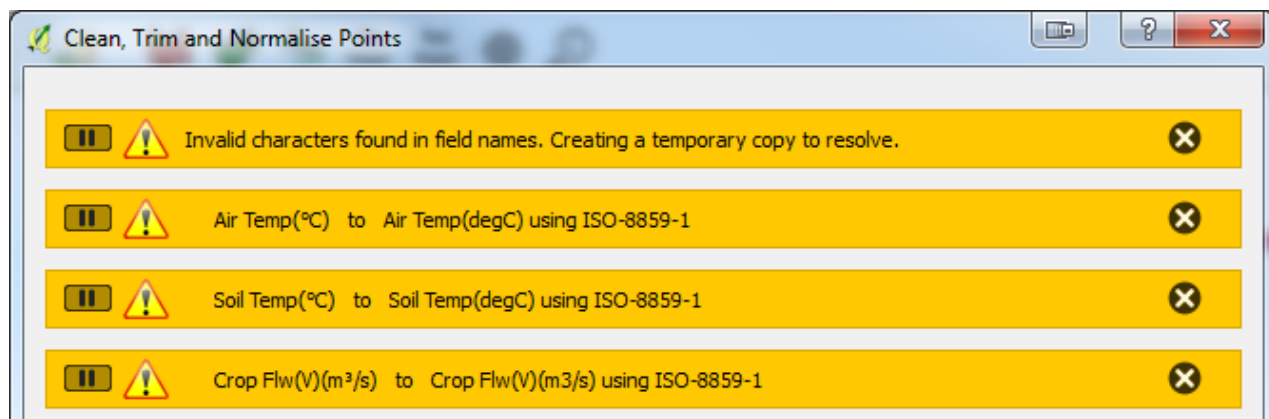 Clean, Trim and Normalise Points
Invalid characters found in field names. Creating a temporary copy to resolve.
Air Temp(°C) to Air Temp(degC) using ISO-8859-1
Soil Temp(°C) to Soil Temp(degC) using ISO-8859-1
Crop Flw(V)(m³/s) to Crop Flw(V)(m3/s) using ISO-8859-1